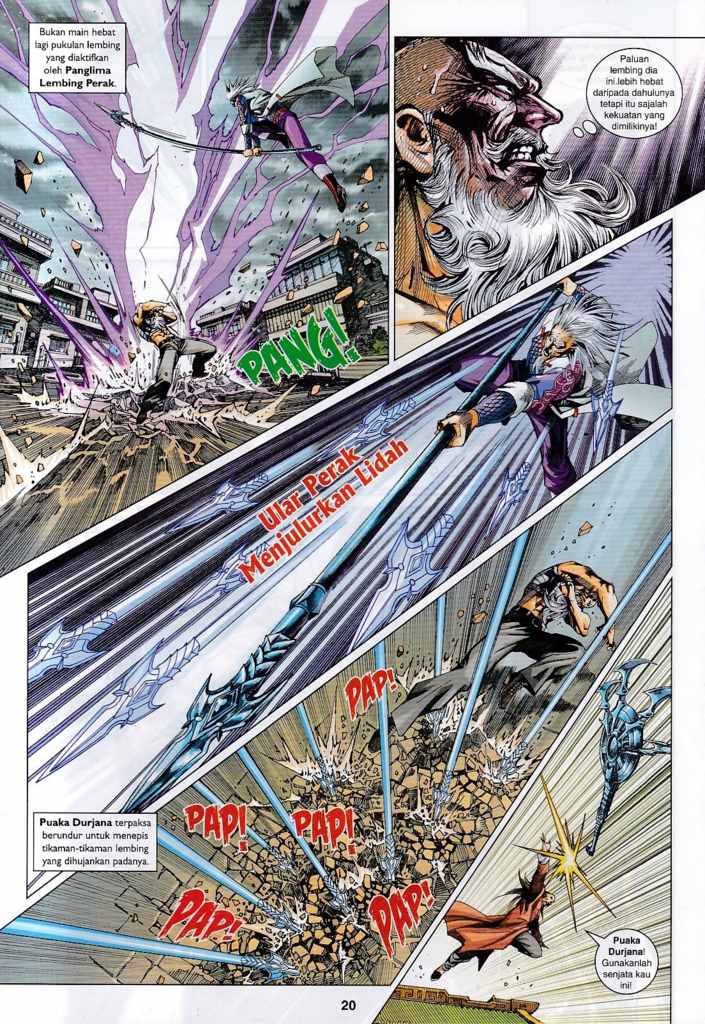 Bukan main hebat
lagi pukulan lembing
yang diaktifkan
oleh Panglima
Lembing Perak.
Paluan
lembing dia
ini lebih hebat
daripada dahulunya
tetapi itu sajalah
kekuatan yang
dimilikinya!
PANG!
Ular Perak
Menjulurkan Lidah
PAP!
PAP!
PAP!
PAP!
PAP!
Puaka Durjana terpaksa
berundur untuk menepis
tikaman-tikaman lembing
yang dihujankan padanya.
Puaka
Durjana!
Gunakanlah
senjata kau
ini!
20